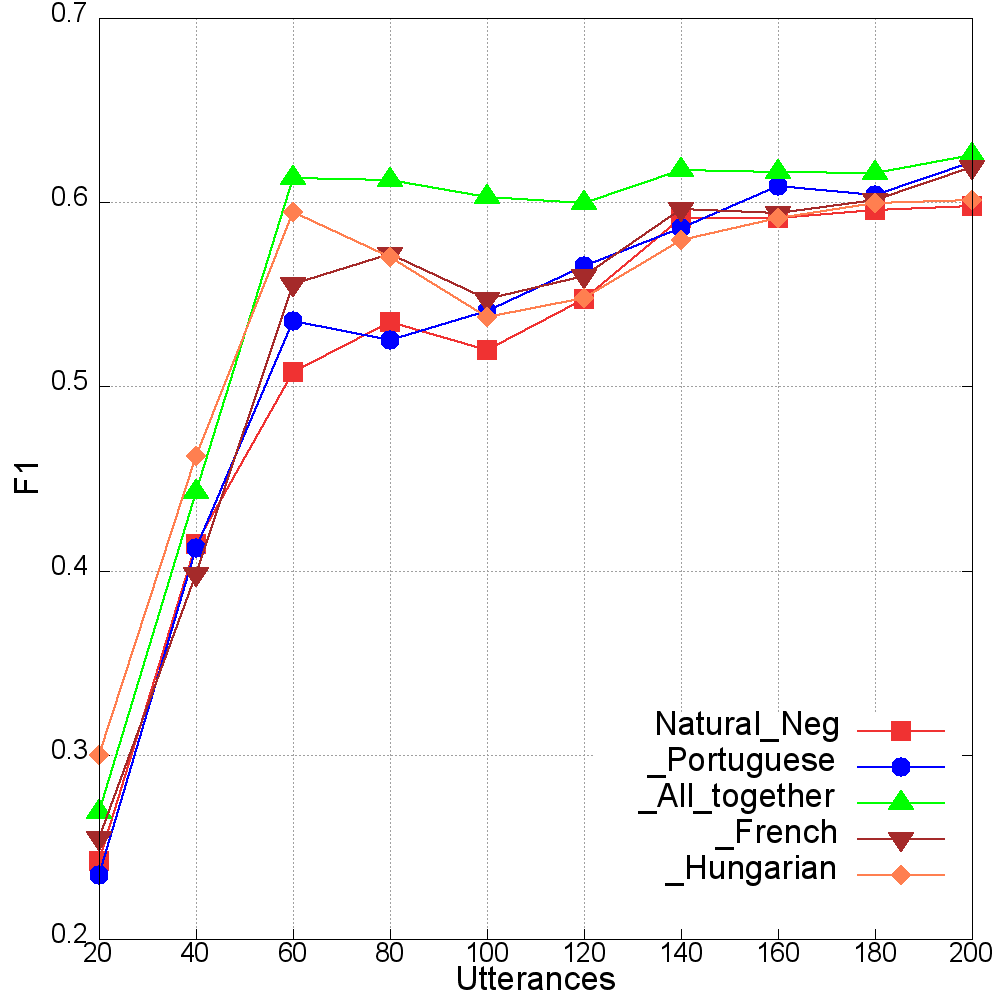 0.7
0.6
0.5
0.4
0.3
0.2
F1
20 40 60 80 100 120 140 160 180 200
Utterances
Natural_Neg
_Portuguese
_All_together
_French
_Hungarian